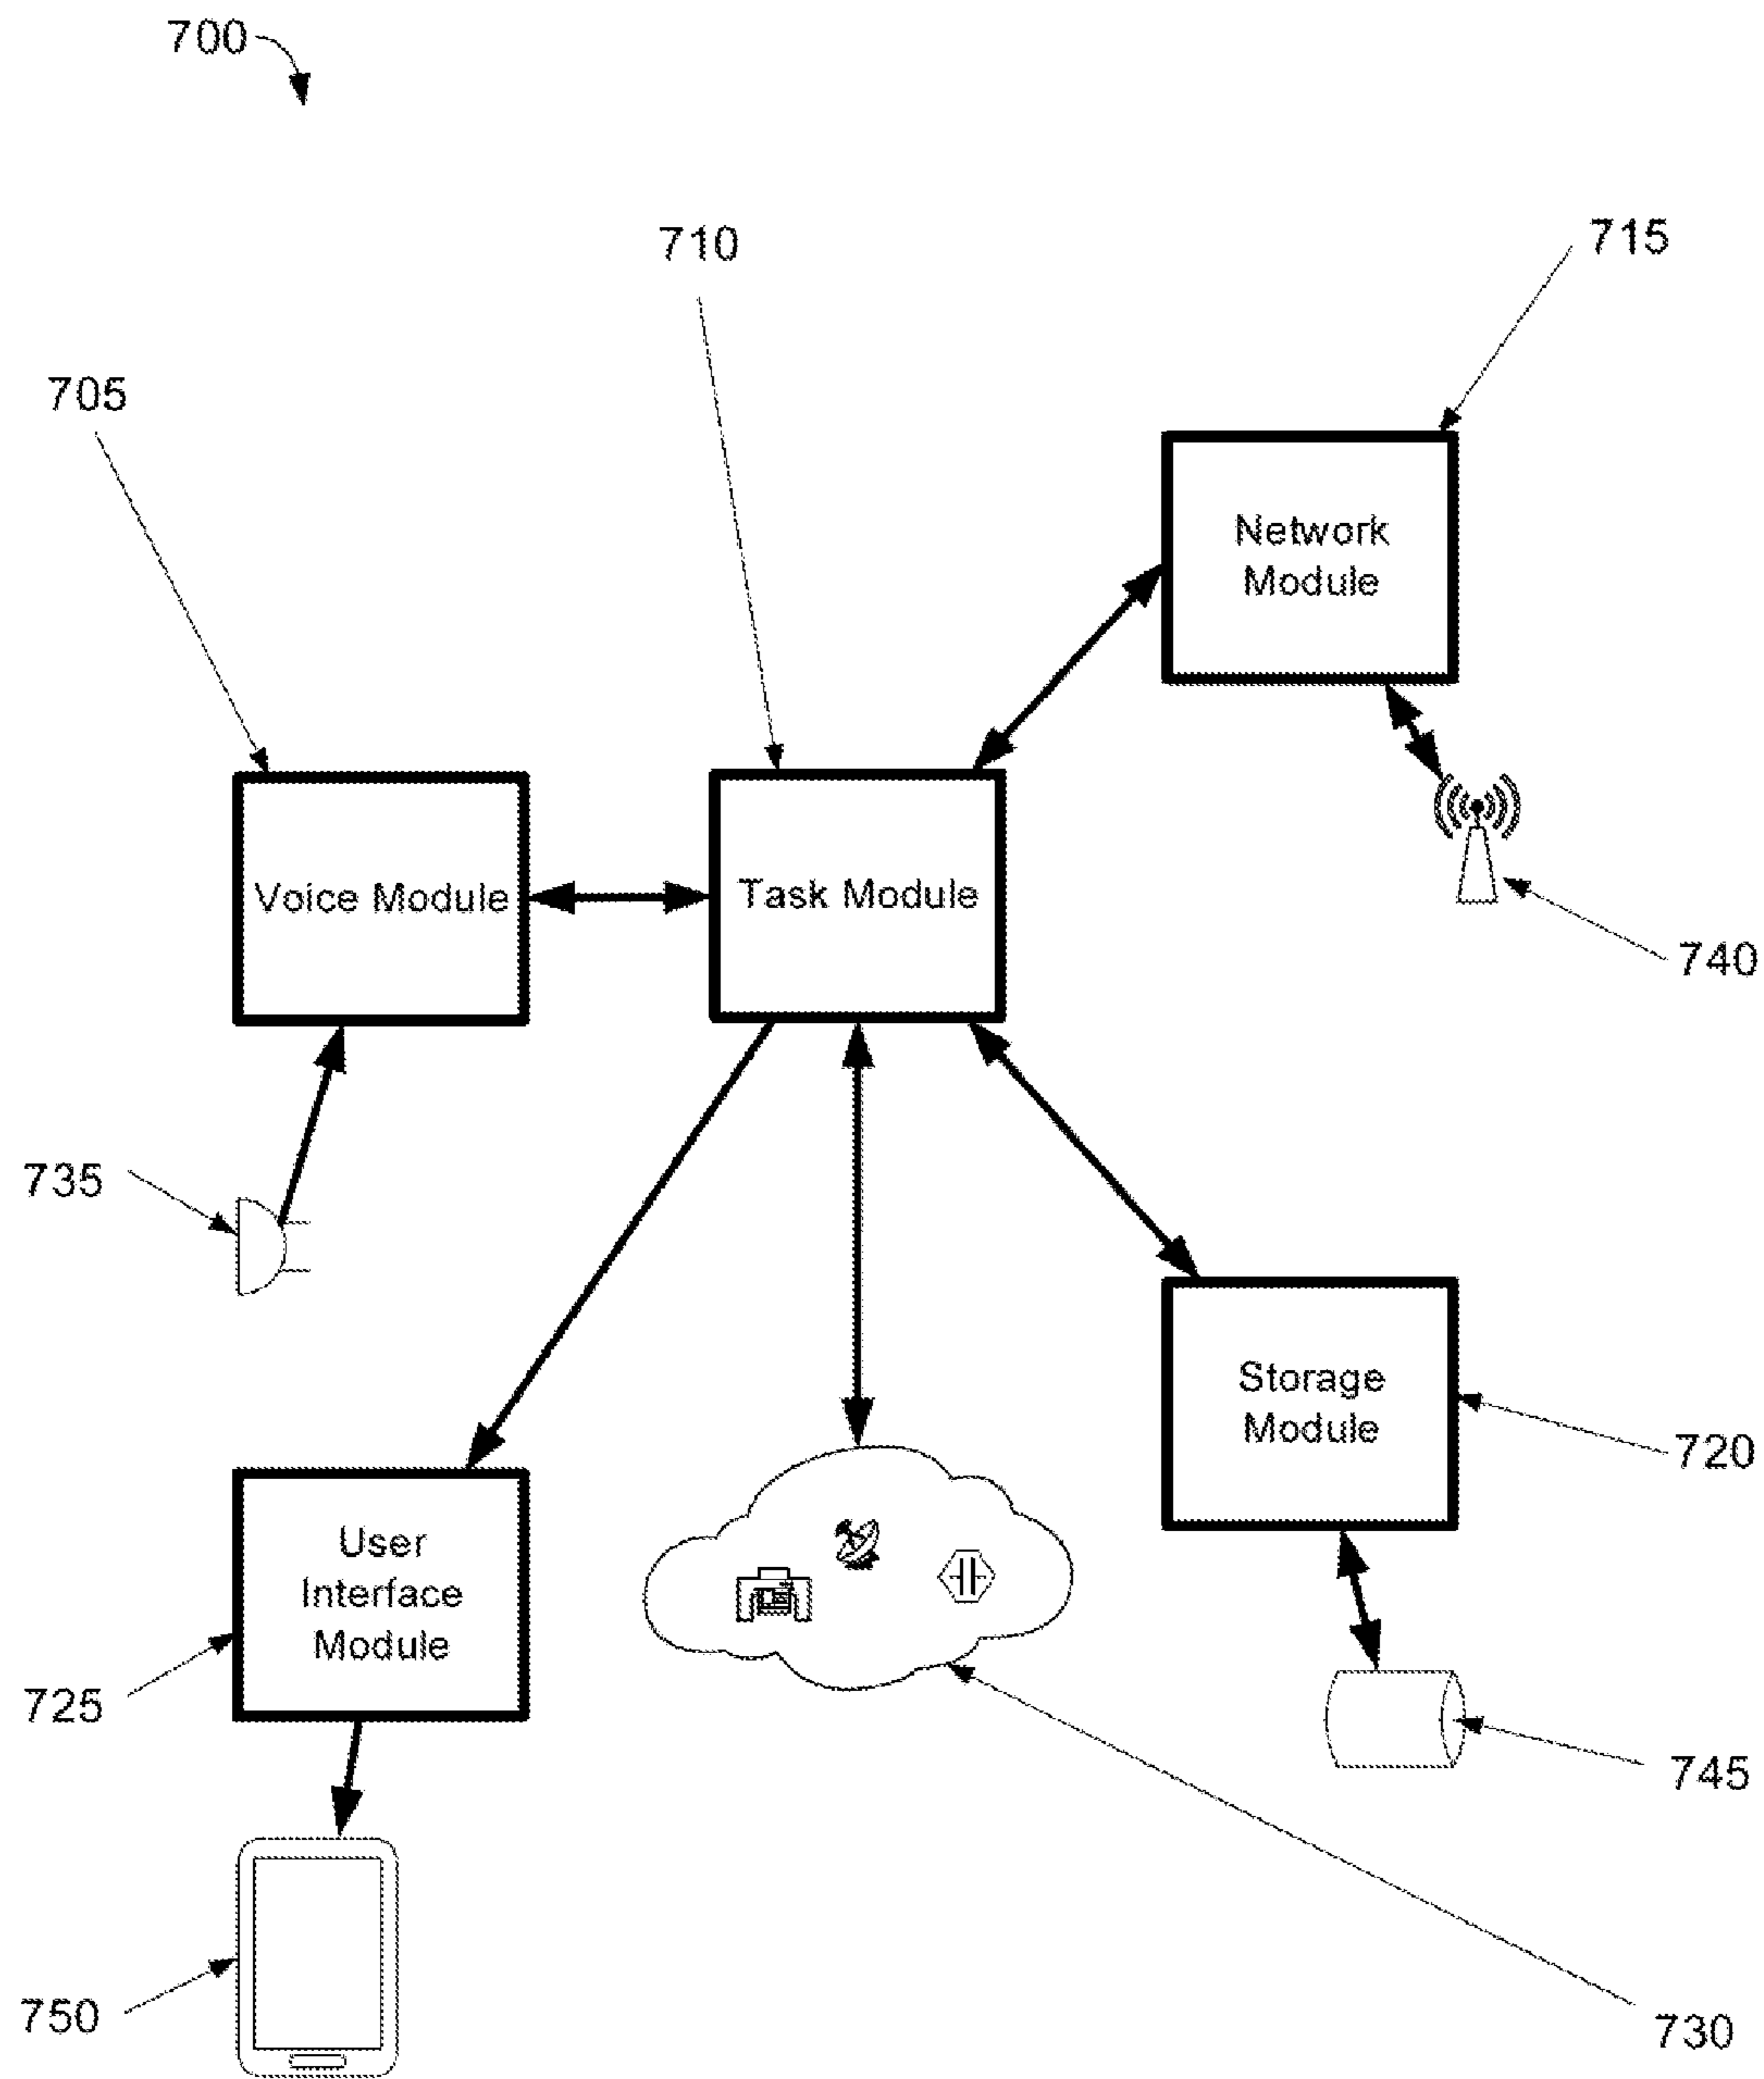 700
710
715
705
Network
Module
Voice Module
Task Module
740
735
Storage
Module
720
User
Interface
Module
725
745
750
730